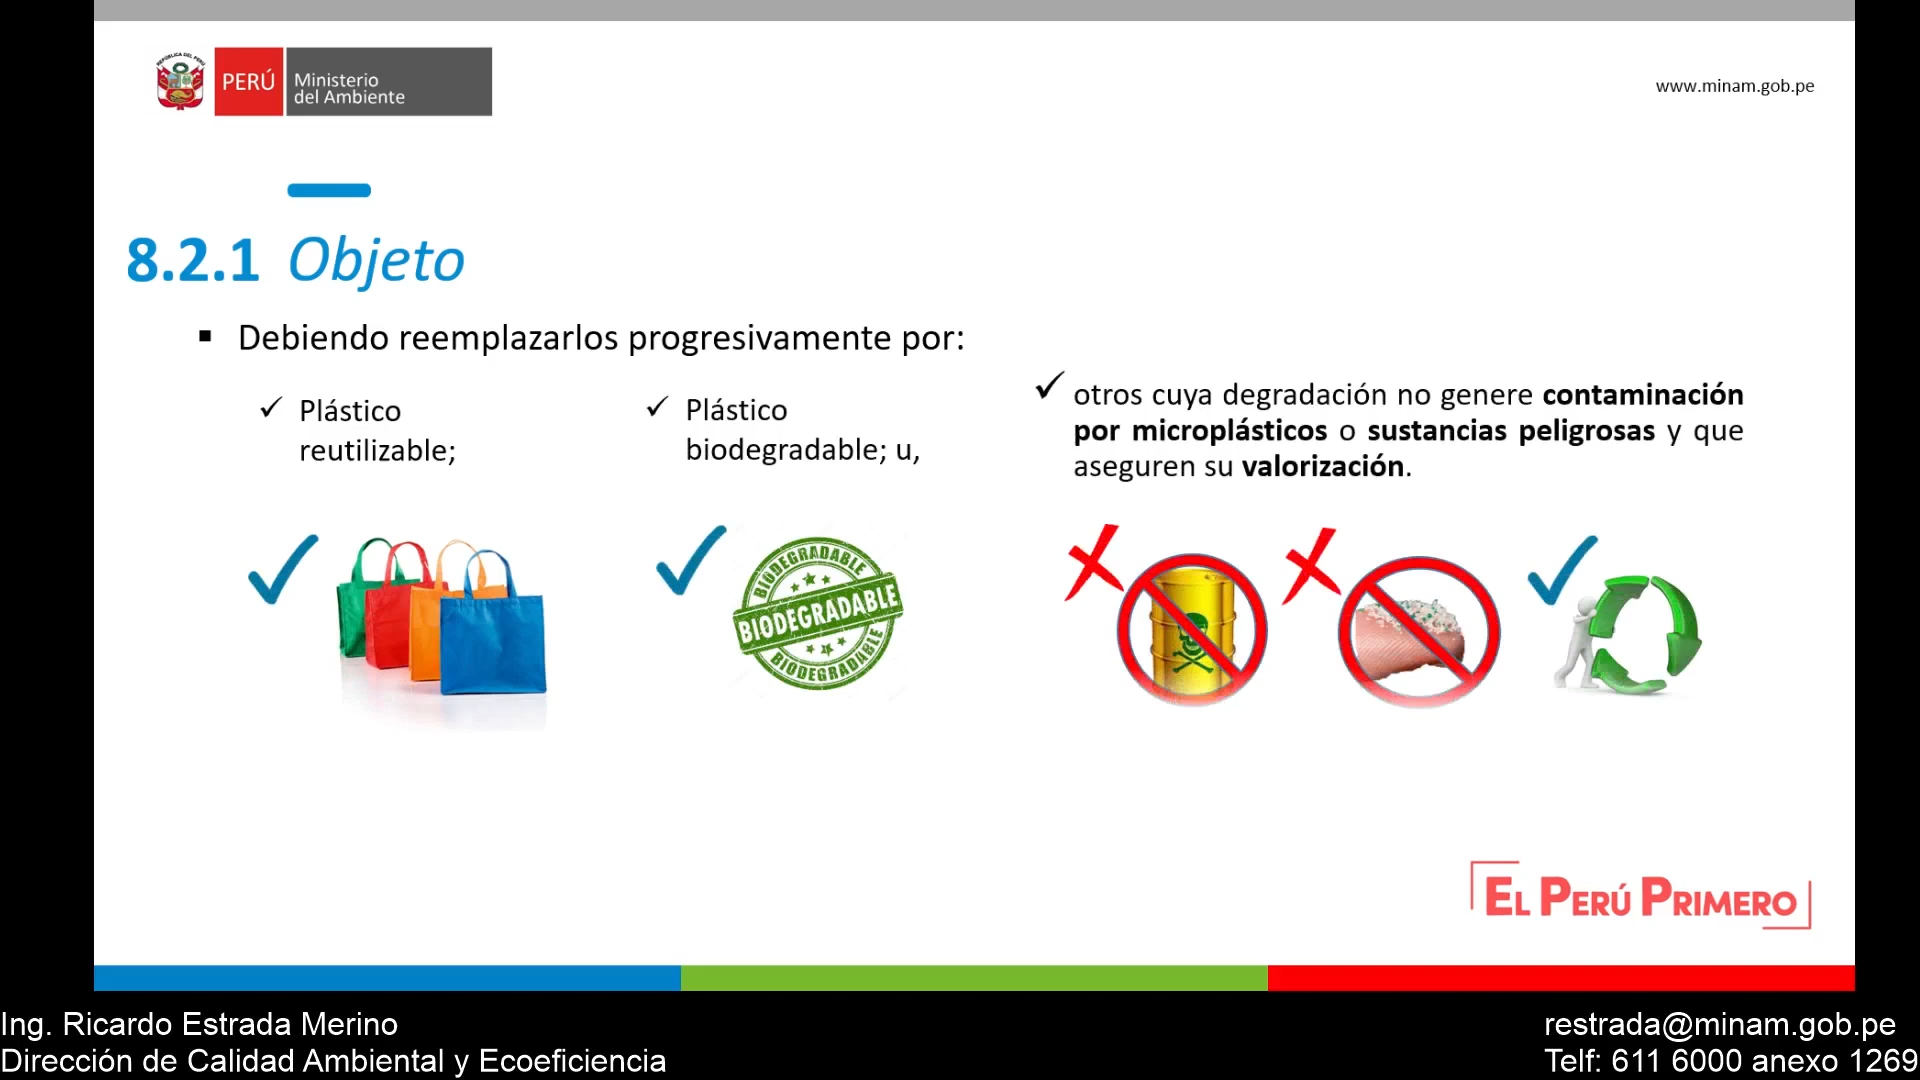 REPÚBLICA DEL PERÚ
PERÚ
Ministerio
del Ambiente
www.minam.gob.pe
8.2.1 Objeto
▪ Debiendo reemplazarlos progresivamente por:
✓ Plástico
reutilizable;
✓ Plástico
biodegradable; u,
✓ otros cuya degradación no genere contaminación
por microplásticos o sustancias peligrosas y que
aseguren su valorización.
BIODEGRADABLE
BIODEGRADABLE
BIODEGRADABLE
EL PERÚ PRIMERO
Ing. Ricardo Estrada Merino
Dirección de Calidad Ambiental y Ecoeficiencia
restrada@minam.gob.pe
Telf: 611 6000 anexo 1269